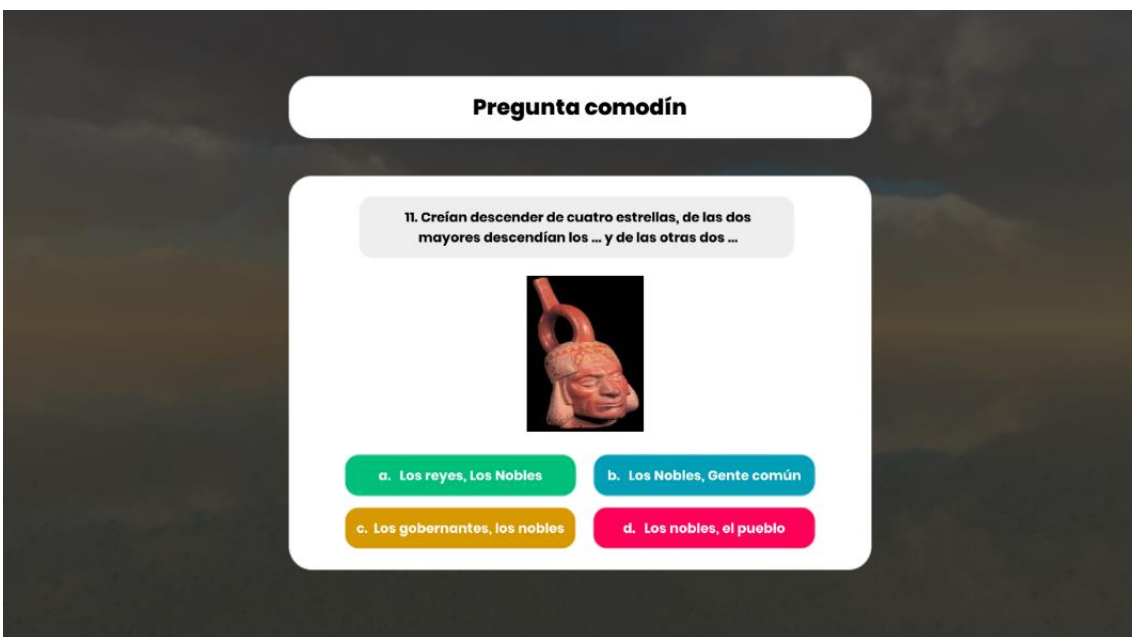 Pregunta comodín
11. Creían descender de cuatro estrellas, de las dos
mayores descendían los ... y de las otras dos ...
a. Los reyes, Los Nobles
b. Los Nobles, Gente común
c. Los gobernantes, los nobles
d. Los nobles, el pueblo